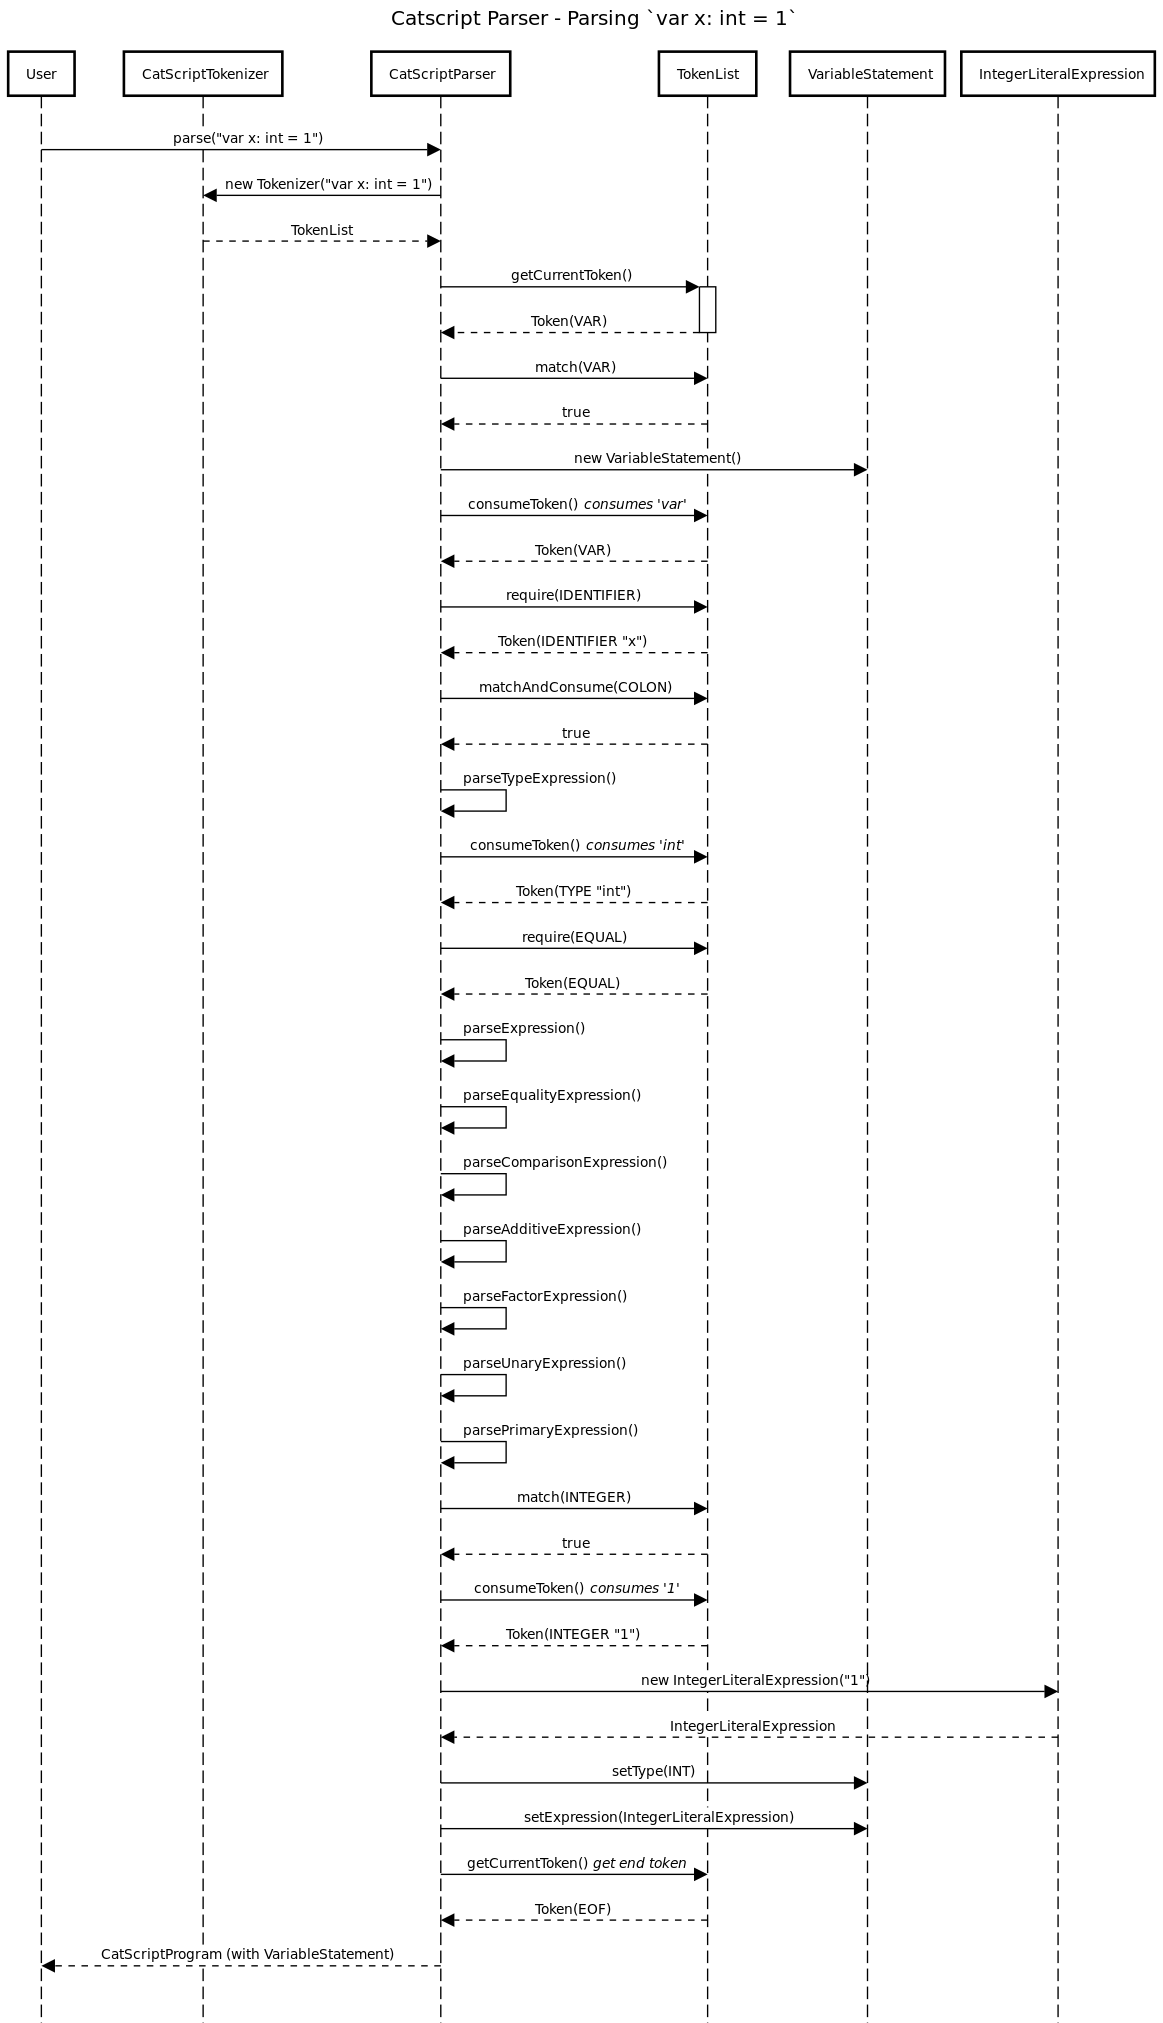 Catscript Parser - Parsing `var x: int = 1`
User
CatScriptTokenizer
CatScriptParser
TokenList
VariableStatement
IntegerLiteralExpression
parse("var x: int = 1")
new Tokenizer("var x: int = 1")
TokenList
getCurrentToken()
Token(VAR)
match(VAR)
true
new VariableStatement()
consumeToken() consumes 'var'
Token(VAR)
require(IDENTIFIER)
Token(IDENTIFIER "x")
matchAndConsume(COLON)
true
parseTypeExpression()
consumeToken() consumes 'int'
Token(TYPE "int")
require(EQUAL)
Token(EQUAL)
parseExpression()
parseEqualityExpression()
parseComparisonExpression()
parseAdditiveExpression()
parseFactorExpression()
parseUnaryExpression()
parsePrimaryExpression()
match(INTEGER)
true
consumeToken() consumes '1'
Token(INTEGER "1")
new IntegerLiteralExpression("1")
IntegerLiteralExpression
setType(INT)
setExpression(IntegerLiteralExpression)
getCurrentToken() get end token
Token(EOF)
CatScriptProgram (with VariableStatement)